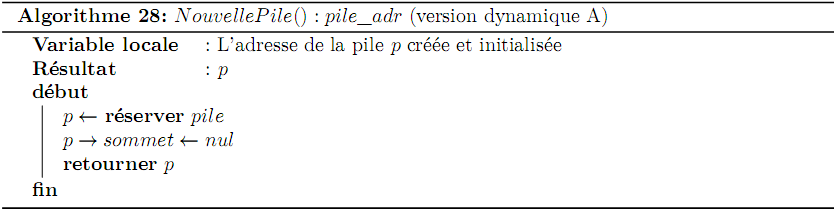 Algorithme 28: NouvellePile() : pile_adr (version dynamique A)
Variable locale : L'adresse de la pile p créée et initialisée
Résultat : p
début
p ← réserver pile
p → sommet ← nul
retourner p
fin